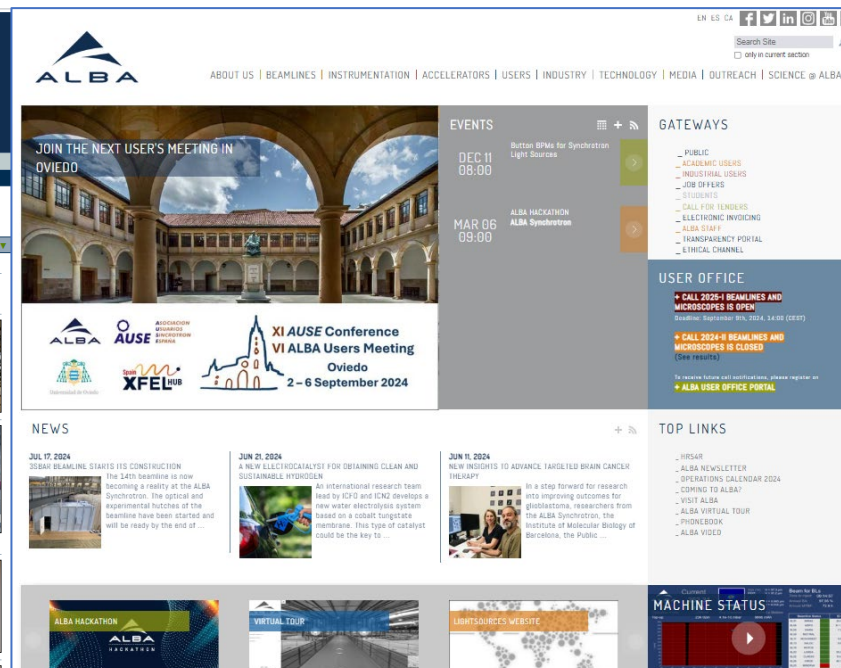 EN ES CA
Search Site
only in current section
ALBA
ABOUT US | BEAMLINES | INSTRUMENTATION | ACCELERATORS | USERS | INDUSTRY | TECHNOLOGY | MEDIA | OUTREACH | SCIENCE @ ALBA
JOIN THE NEXT USER'S MEETING IN
OVIEDO
ALBA
AUSE
ASOCIACION
USUARIOS
SINCROTRON
ESPAÑA
Universidad de Oviedo
Spain
XFEL HUB
XI AUSE Conference
VI ALBA Users Meeting
Oviedo
2 – 6 September 2024
EVENTS
DEC 11
08:00
Button BPMs for Synchrotron
Light Sources
MAR 06
09:00
ALBA HACKATHON
ALBA Synchrotron
GATEWAYS
_ PUBLIC
_ ACADEMIC USERS
_ INDUSTRIAL USERS
_ JOB OFFERS
_ STUDENTS
_ CALL FOR TENDERS
_ ELECTRONIC INVOICING
_ ALBA STAFF
_ TRANSPARENCY PORTAL
_ ETHICAL CHANNEL
USER OFFICE
+ CALL 2025-I BEAMLINES AND
MICROSCOPES IS OPEN
Deadline: September 9th, 2024, 14:00 (CEST)
+ CALL 2024-II BEAMLINES AND
MICROSCOPES IS CLOSED
(See results)
To receive future call notifications, please register on
+ ALBA USER OFFICE PORTAL
NEWS
JUL 17, 2024
3SBAR BEAMLINE STARTS ITS CONSTRUCTION
The 14th beamline is now
becoming a reality at the ALBA
Synchrotron. The optical and
experimental hutches of the
beamline have been started and
will be ready by the end of ...
JUN 21, 2024
A NEW ELECTROCATALYST FOR OBTAINING CLEAN AND
SUSTAINABLE HYDROGEN
An international research team
lead by ICFO and ICN2 develops a
new water electrolysis system
based on a cobalt tungstate
membrane. This type of catalyst
could be the key to ...
JUN 11, 2024
NEW INSIGHTS TO ADVANCE TARGETED BRAIN CANCER
THERAPY
In a step forward for research
into improving outcomes for
glioblastoma, researchers from
the ALBA Synchrotron, the
Institute of Molecular Biology of
Barcelona, the Public ...
TOP LINKS
_ HRS4R
_ ALBA NEWSLETTER
_ OPERATIONS CALENDAR 2024
_ COMING TO ALBA?
_ VISIT ALBA
_ ALBA VIRTUAL TOUR
_ PHONEBOOK
_ ALBA VIDEO
ALBA HACKATHON
ALBA
HACKATHON
VIRTUAL TOUR
LIGHTSOURCES WEBSITE
MACHINE STATUS
Current
Beam for BLs